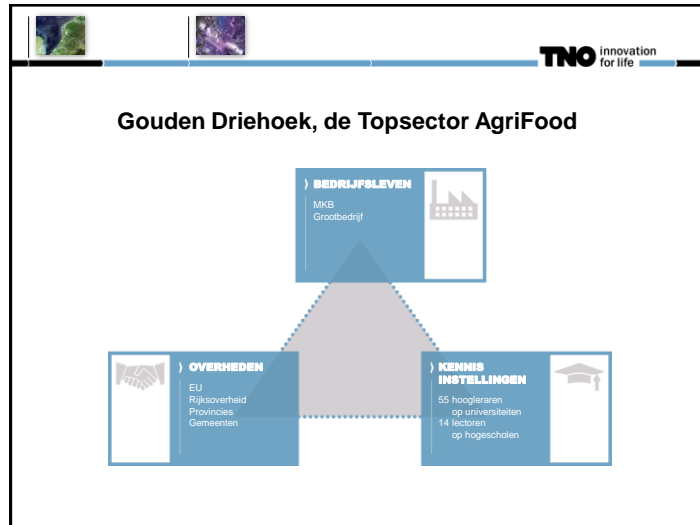 TNO innovation
for life
Gouden Driehoek, de Topsector AgriFood
BEDRIJFSLEVEN
MKB
Grootbedrijf
OVERHEDEN
EU
Rijksoverheid
Provincies
Gemeenten
KENNIS
INSTELLINGEN
55 hoogleraren
op universiteiten
14 lectoren
op hogescholen